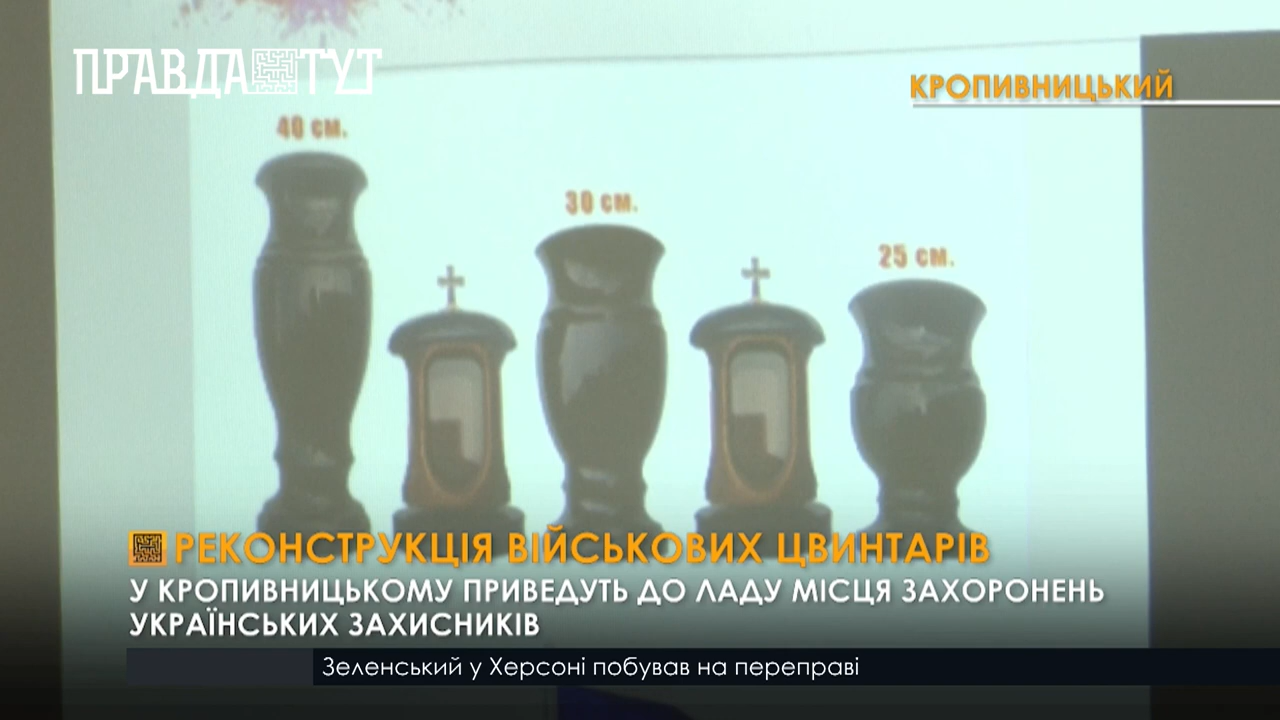 ПРАВДА ТУТ
КРОПИВНИЦЬКИЙ
40 см.
30 см.
25 см.
РЕКОНСТРУКЦІЯ ВІЙСЬКОВИХ ЦВИНТАРІВ
У КРОПИВНИЦЬКОМУ ПРИВЕДУТЬ ДО ЛАДУ МІСЦЯ ЗАХОРОНЕНЬ
УКРАЇНСЬКИХ ЗАХИСНИКІВ
Зеленський у Херсоні побував на переправі